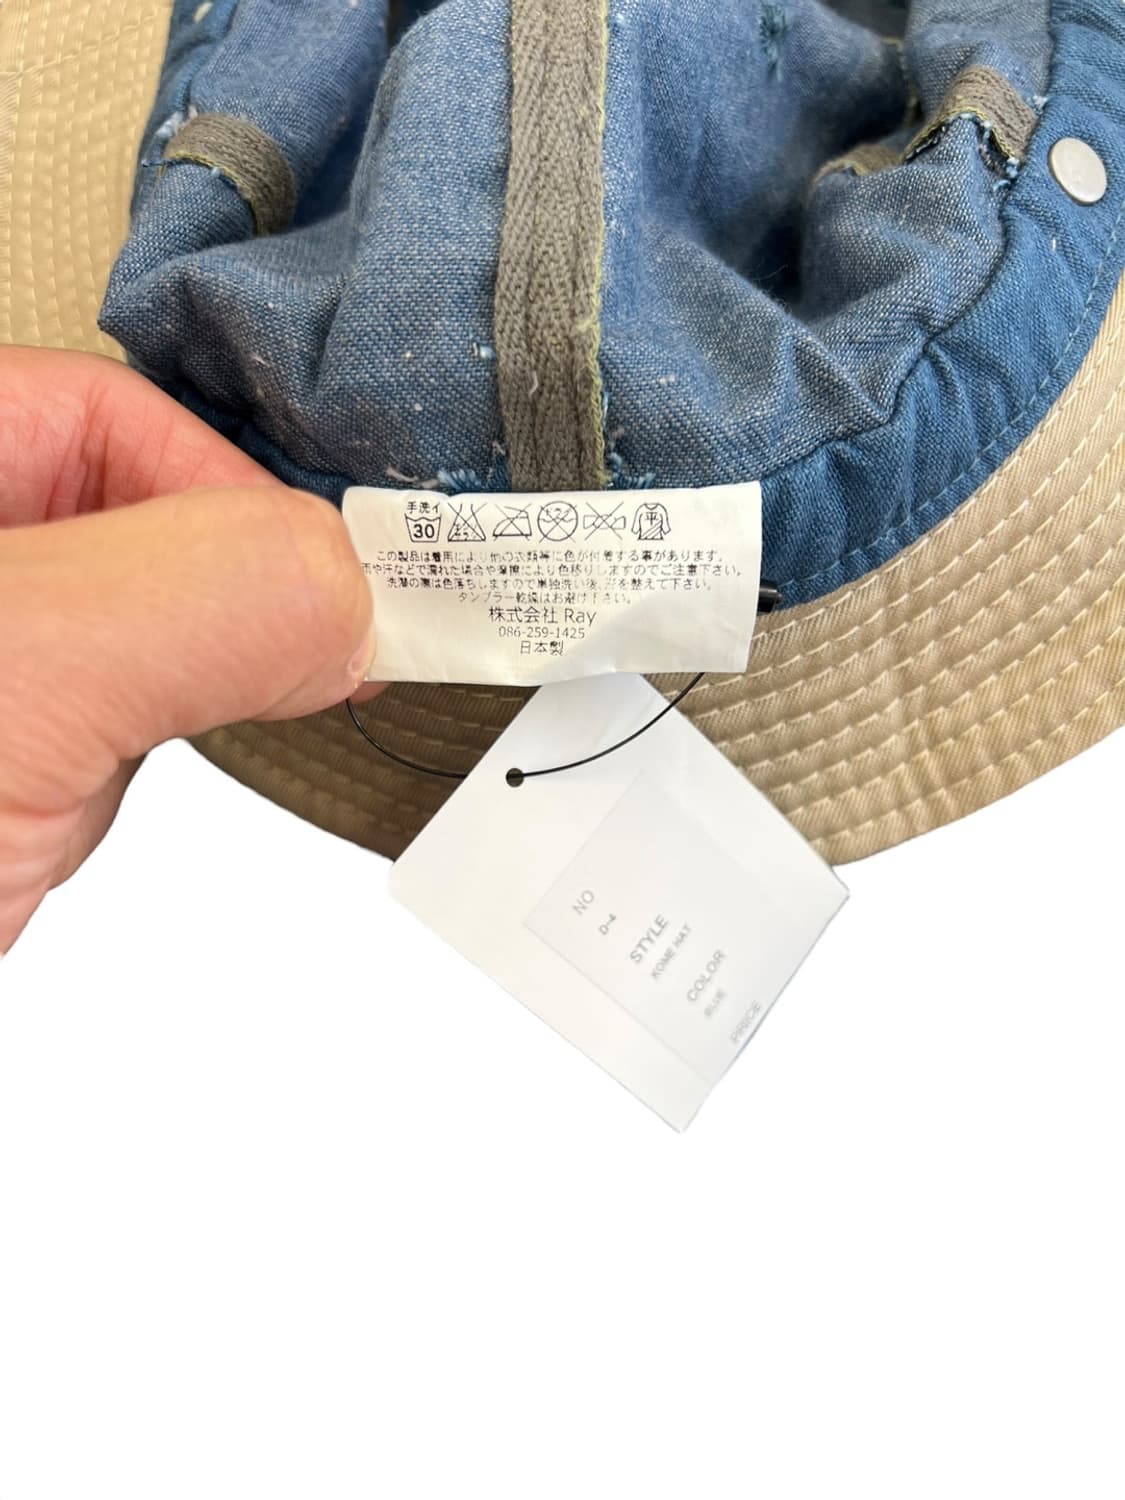 手洗イ
30
平
この製品は着用により他の衣類等に色が付着する事があります。
雨や汗などで濡れた場合や摩擦により色移りしますのでご注意下さい。
洗濯の際は色落ちしますので単独洗い後、形を整えて下さい。
タンブラー乾燥はお避け下さい。
株式会社 Ray
086-259-1425
日本製
NO
D-4
STYLE
KOME HAT
COLOR
BLUE
PRICE